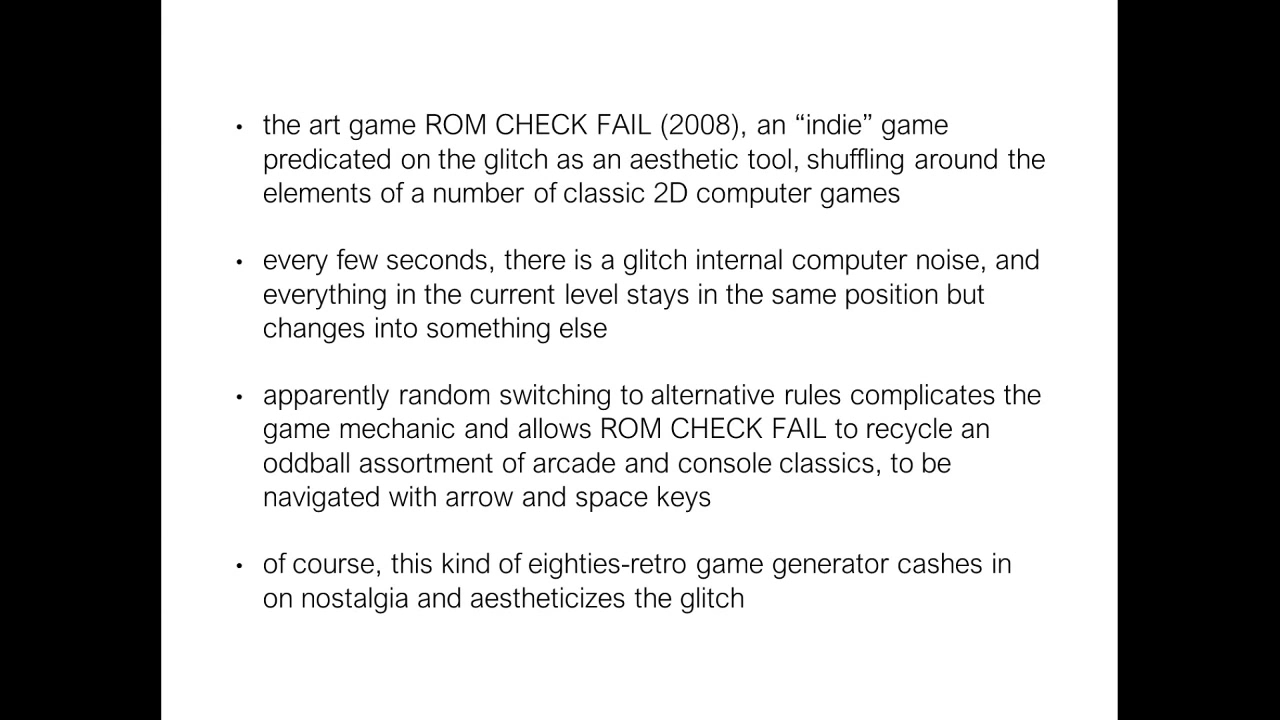 • the art game ROM CHECK FAIL (2008), an “indie” game
predicated on the glitch as an aesthetic tool, shuffling around the
elements of a number of classic 2D computer games
• every few seconds, there is a glitch internal computer noise, and
everything in the current level stays in the same position but
changes into something else
• apparently random switching to alternative rules complicates the
game mechanic and allows ROM CHECK FAIL to recycle an
oddball assortment of arcade and console classics, to be
navigated with arrow and space keys
• of course, this kind of eighties-retro game generator cashes in
on nostalgia and aestheticizes the glitch